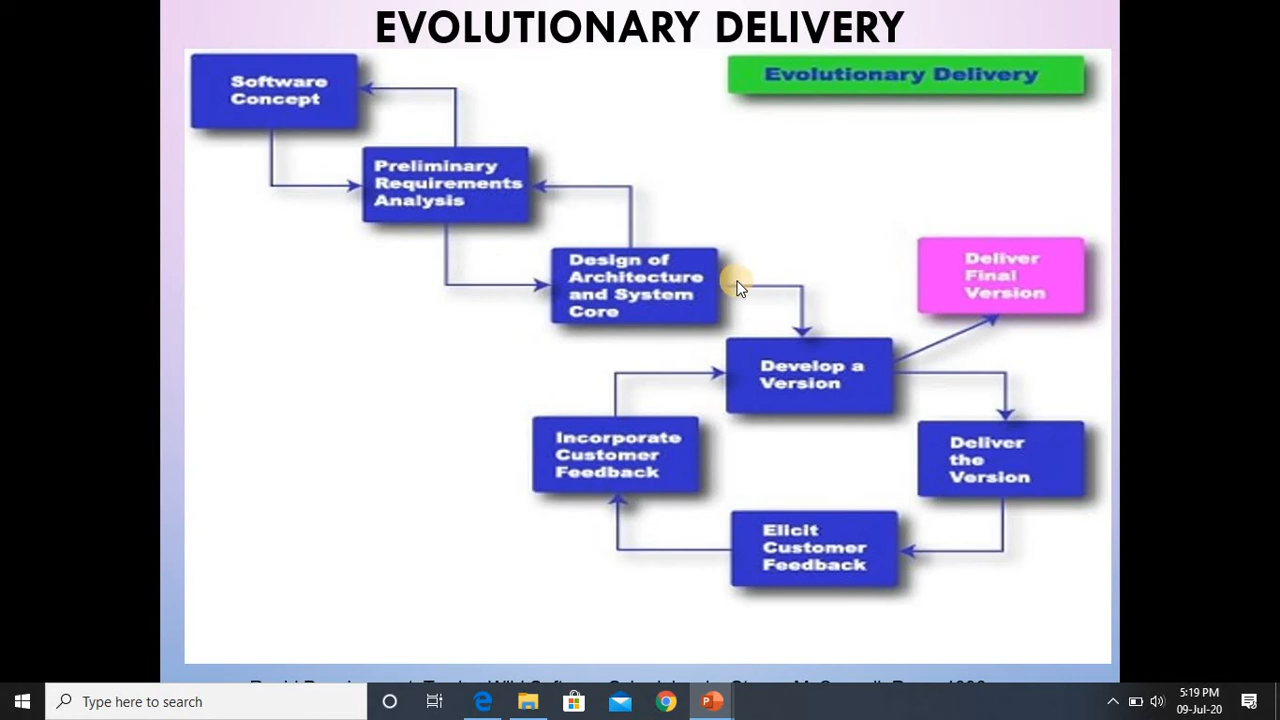 EVOLUTIONARY DELIVERY
Evolutionary Delivery
Software
Concept
Preliminary
Requirements
Analysis
Design of
Architecture
and System
Core
Deliver
Final
Version
Develop a
Version
Incorporate
Customer
Feedback
Deliver
the
Version
Elicit
Customer
Feedback
Type here to search
5:19 PM
09-Jul-20